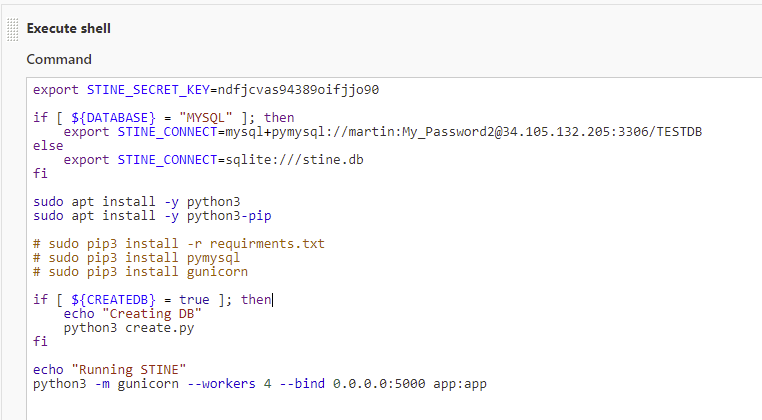 Execute shell
Command
export STINE_SECRET_KEY=ndfjcvas94389oifjjo90
if [ ${DATABASE} = "MYSQL" ]; then
export STINE_CONNECT=mysql+pymysql://martin:My_Password2@34.105.132.205:3306/TESTDB
else
export STINE_CONNECT=sqlite:///stine.db
fi
sudo apt install -y python3
sudo apt install -y python3-pip
# sudo pip3 install -r requirments.txt
# sudo pip3 install pymysql
# sudo pip3 install gunicorn
if [ ${CREATEDB} = true ]; then
echo "Creating DB"
python3 create.py
fi
echo "Running STINE"
python3 -m gunicorn --workers 4 --bind 0.0.0.0:5000 app:app